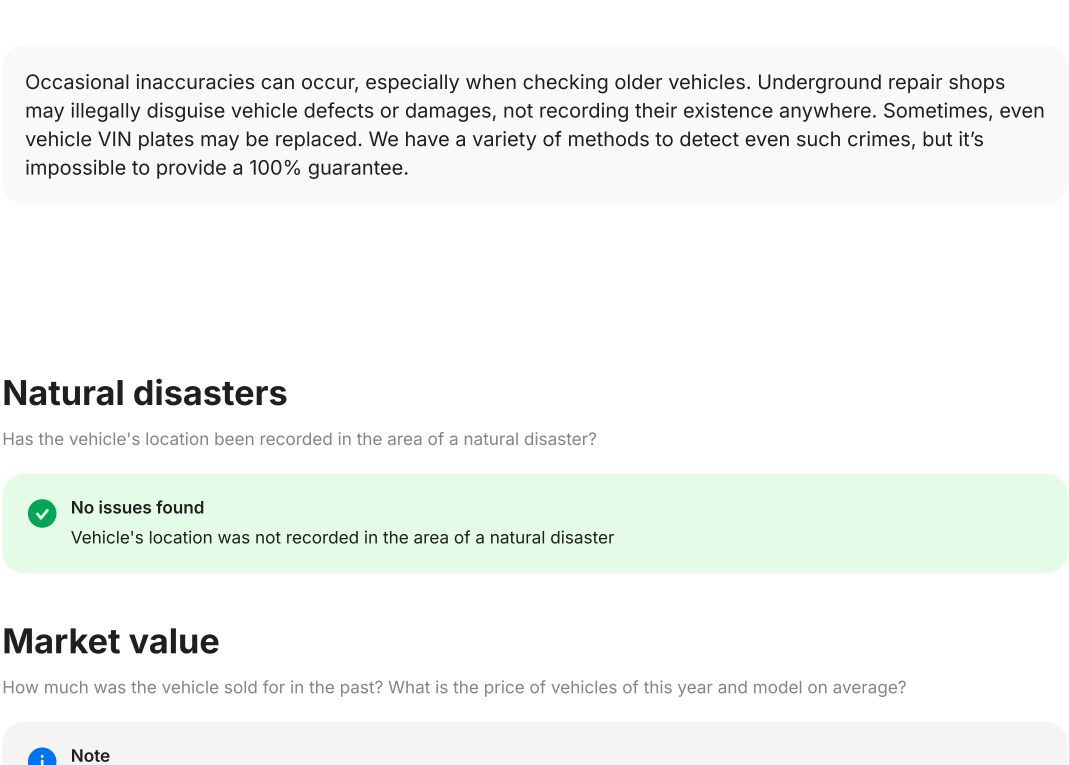 Occasional inaccuracies can occur, especially when checking older vehicles. Underground repair shops
may illegally disguise vehicle defects or damages, not recording their existence anywhere. Sometimes, even
vehicle VIN plates may be replaced. We have a variety of methods to detect even such crimes, but it’s
impossible to provide a 100% guarantee.
Natural disasters
Has the vehicle's location been recorded in the area of a natural disaster?
No issues found
Vehicle's location was not recorded in the area of a natural disaster
Market value
How much was the vehicle sold for in the past? What is the price of vehicles of this year and model on average?
Note